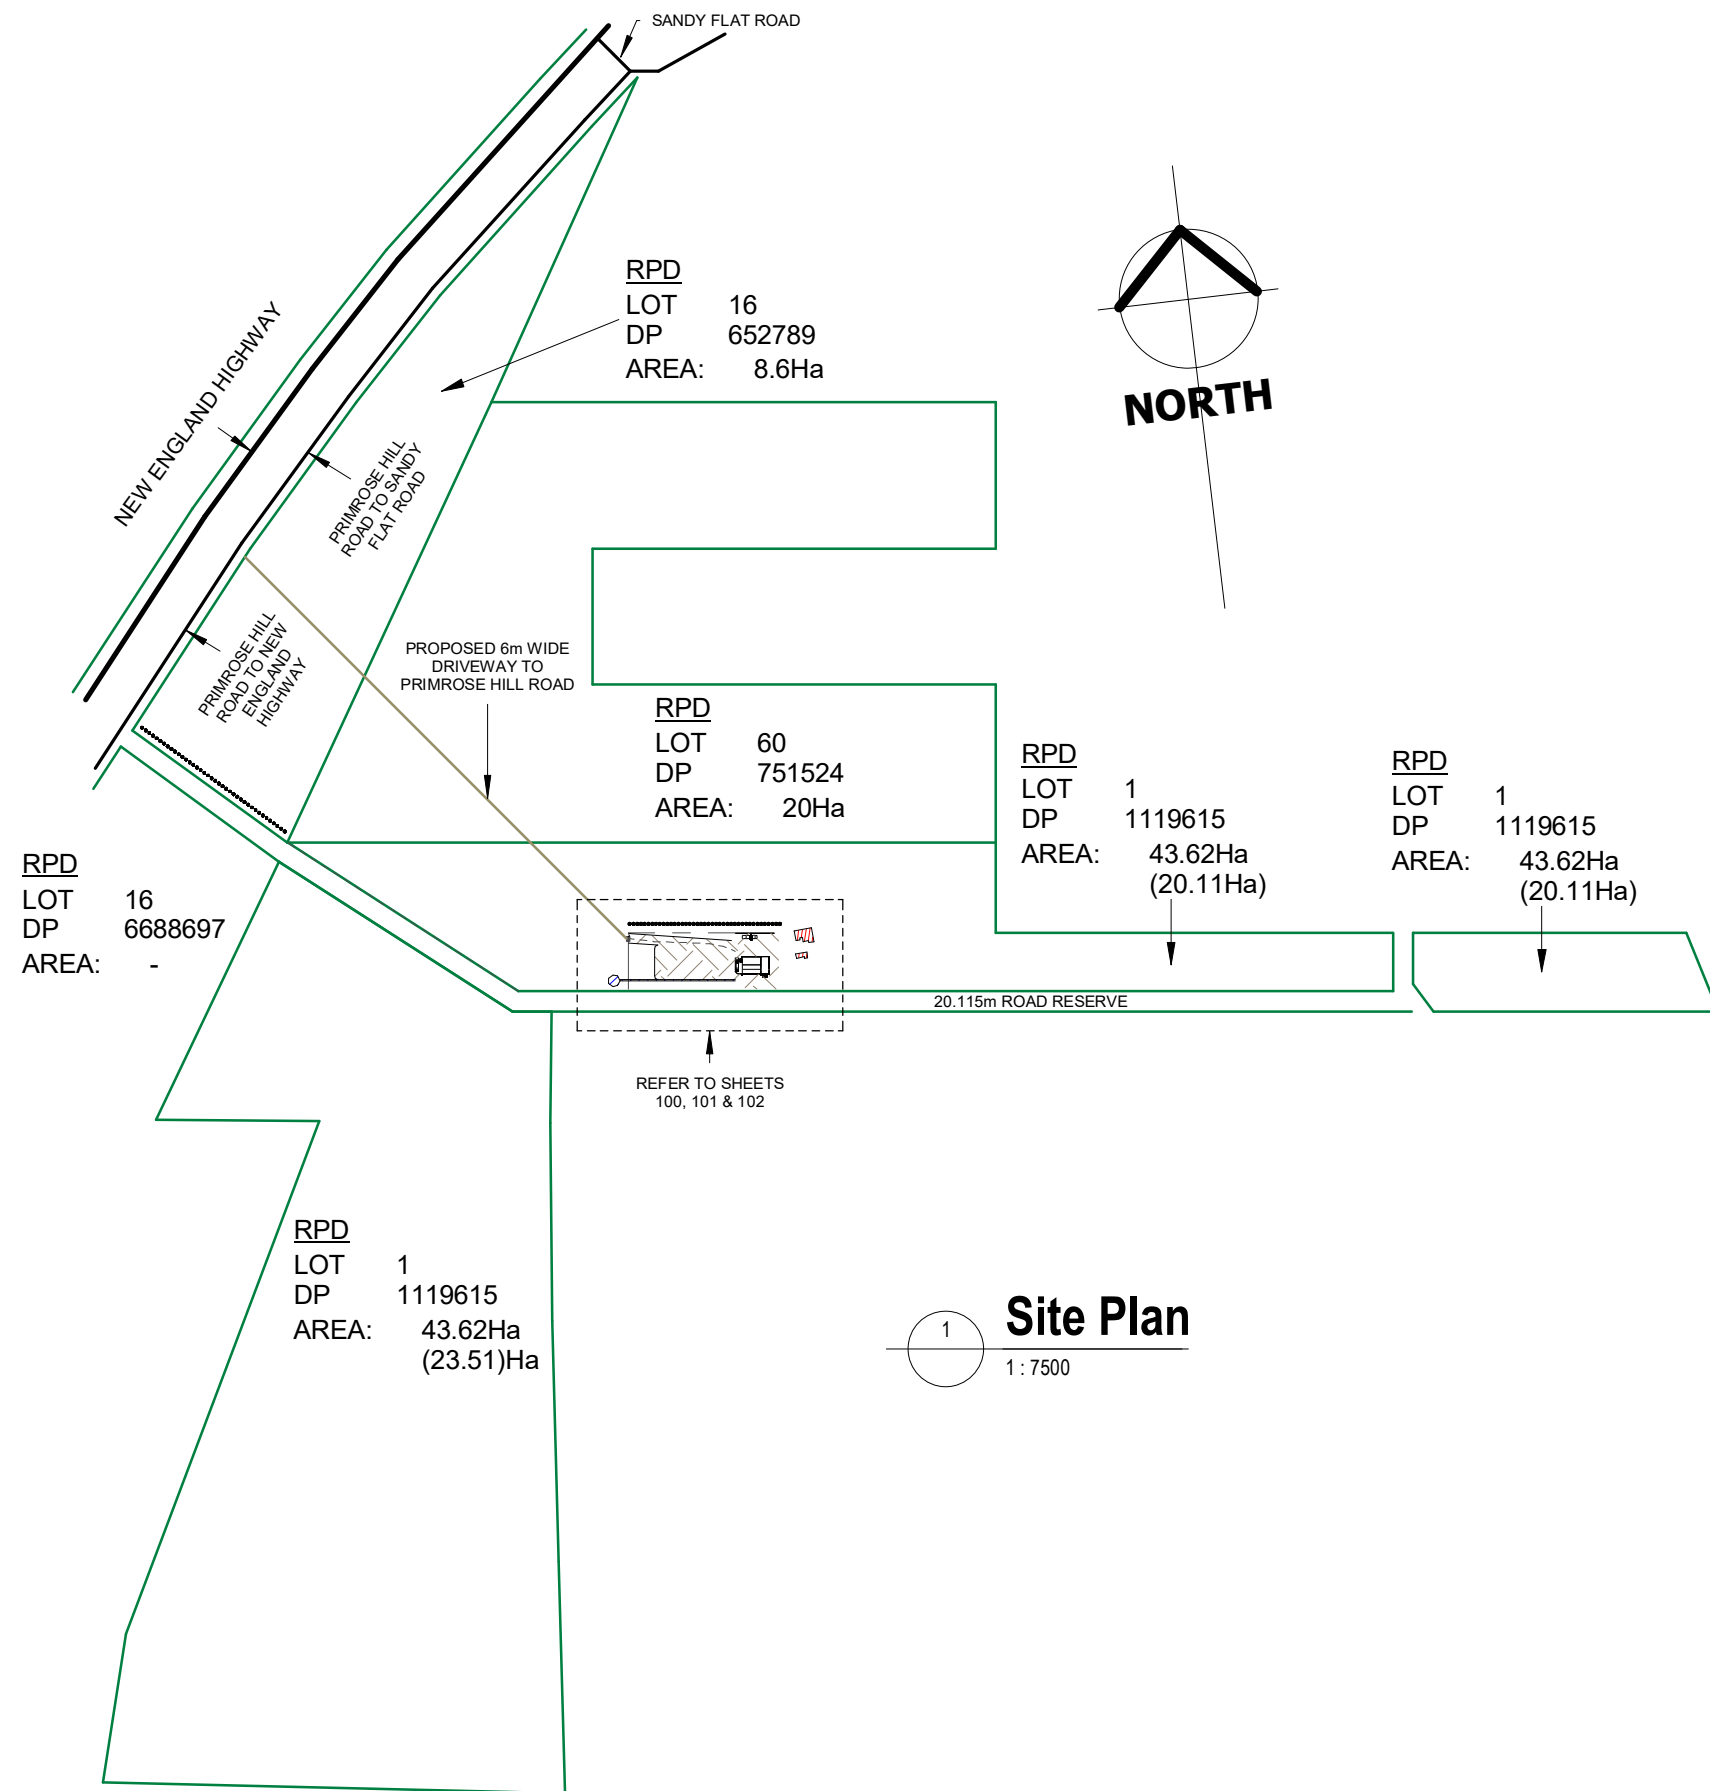 SANDY FLAT ROAD
RPD
LOT 16
DP 652789
AREA: 8.6Ha
NEW ENGLAND HIGHWAY
NORTH
PRIMROSE HILL
ROAD TO SANDY
FLAT ROAD
PRIMROSE HILL
ROAD TO NEW
ENGLAND
HIGHWAY
PROPOSED 6m WIDE
DRIVEWAY TO
PRIMROSE HILL ROAD
RPD
LOT 60
DP 751524
AREA: 20Ha
RPD
LOT 1
DP 1119615
AREA: 43.62Ha
(20.11Ha)
RPD
LOT 1
DP 1119615
AREA: 43.62Ha
(20.11Ha)
RPD
LOT 16
DP 6688697
AREA: -
20.115m ROAD RESERVE
REFER TO SHEETS
100, 101 & 102
RPD
LOT 1
DP 1119615
AREA: 43.62Ha
(23.51)Ha
1
Site Plan
1 : 7500